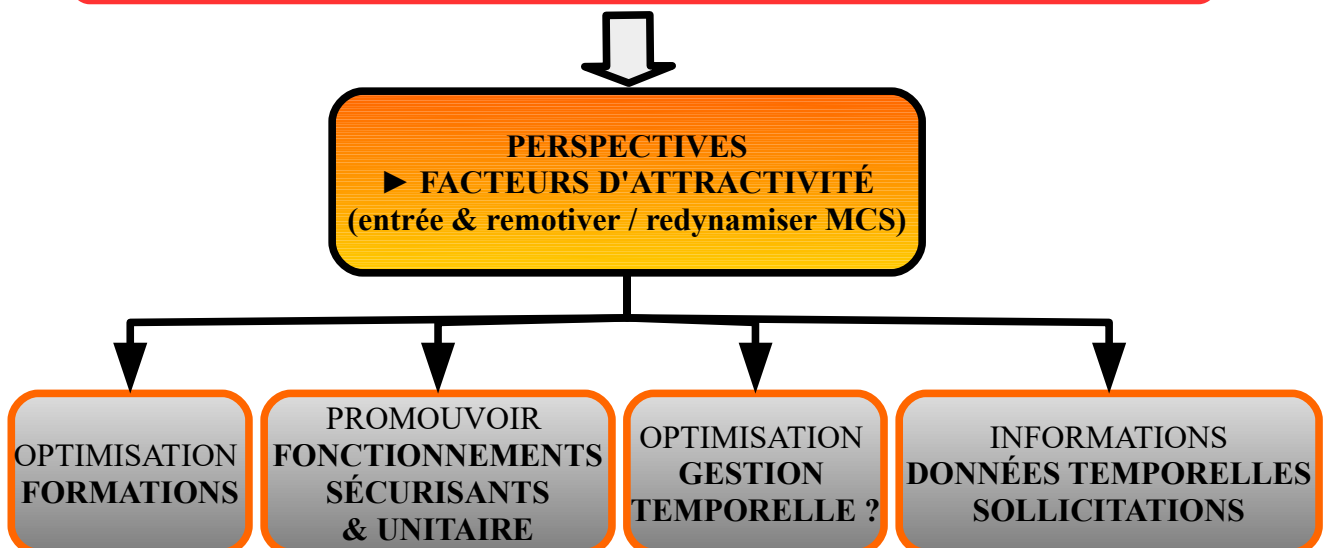 PERSPECTIVES
► FACTEURS D'ATTRACTIVITÉ
(entrée & remotiver / redynamiser MCS)
OPTIMISATION
FORMATIONS
PROMOUVOIR
FONCTIONNEMENTS
SÉCURISANTS
& UNITAIRE
OPTIMISATION
GESTION
TEMPORELLE ?
INFORMATIONS
DONNÉES TEMPORELLES
SOLLICITATIONS